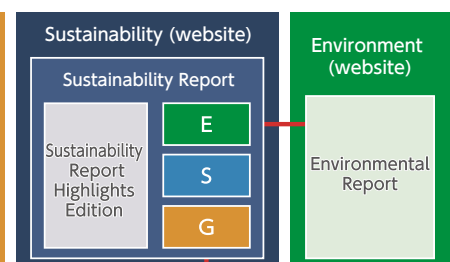 Sustainability (website)
Sustainability Report
Sustainability
Report
Highlights
Edition
E
S
G
Environment
(website)
Environmental
Report